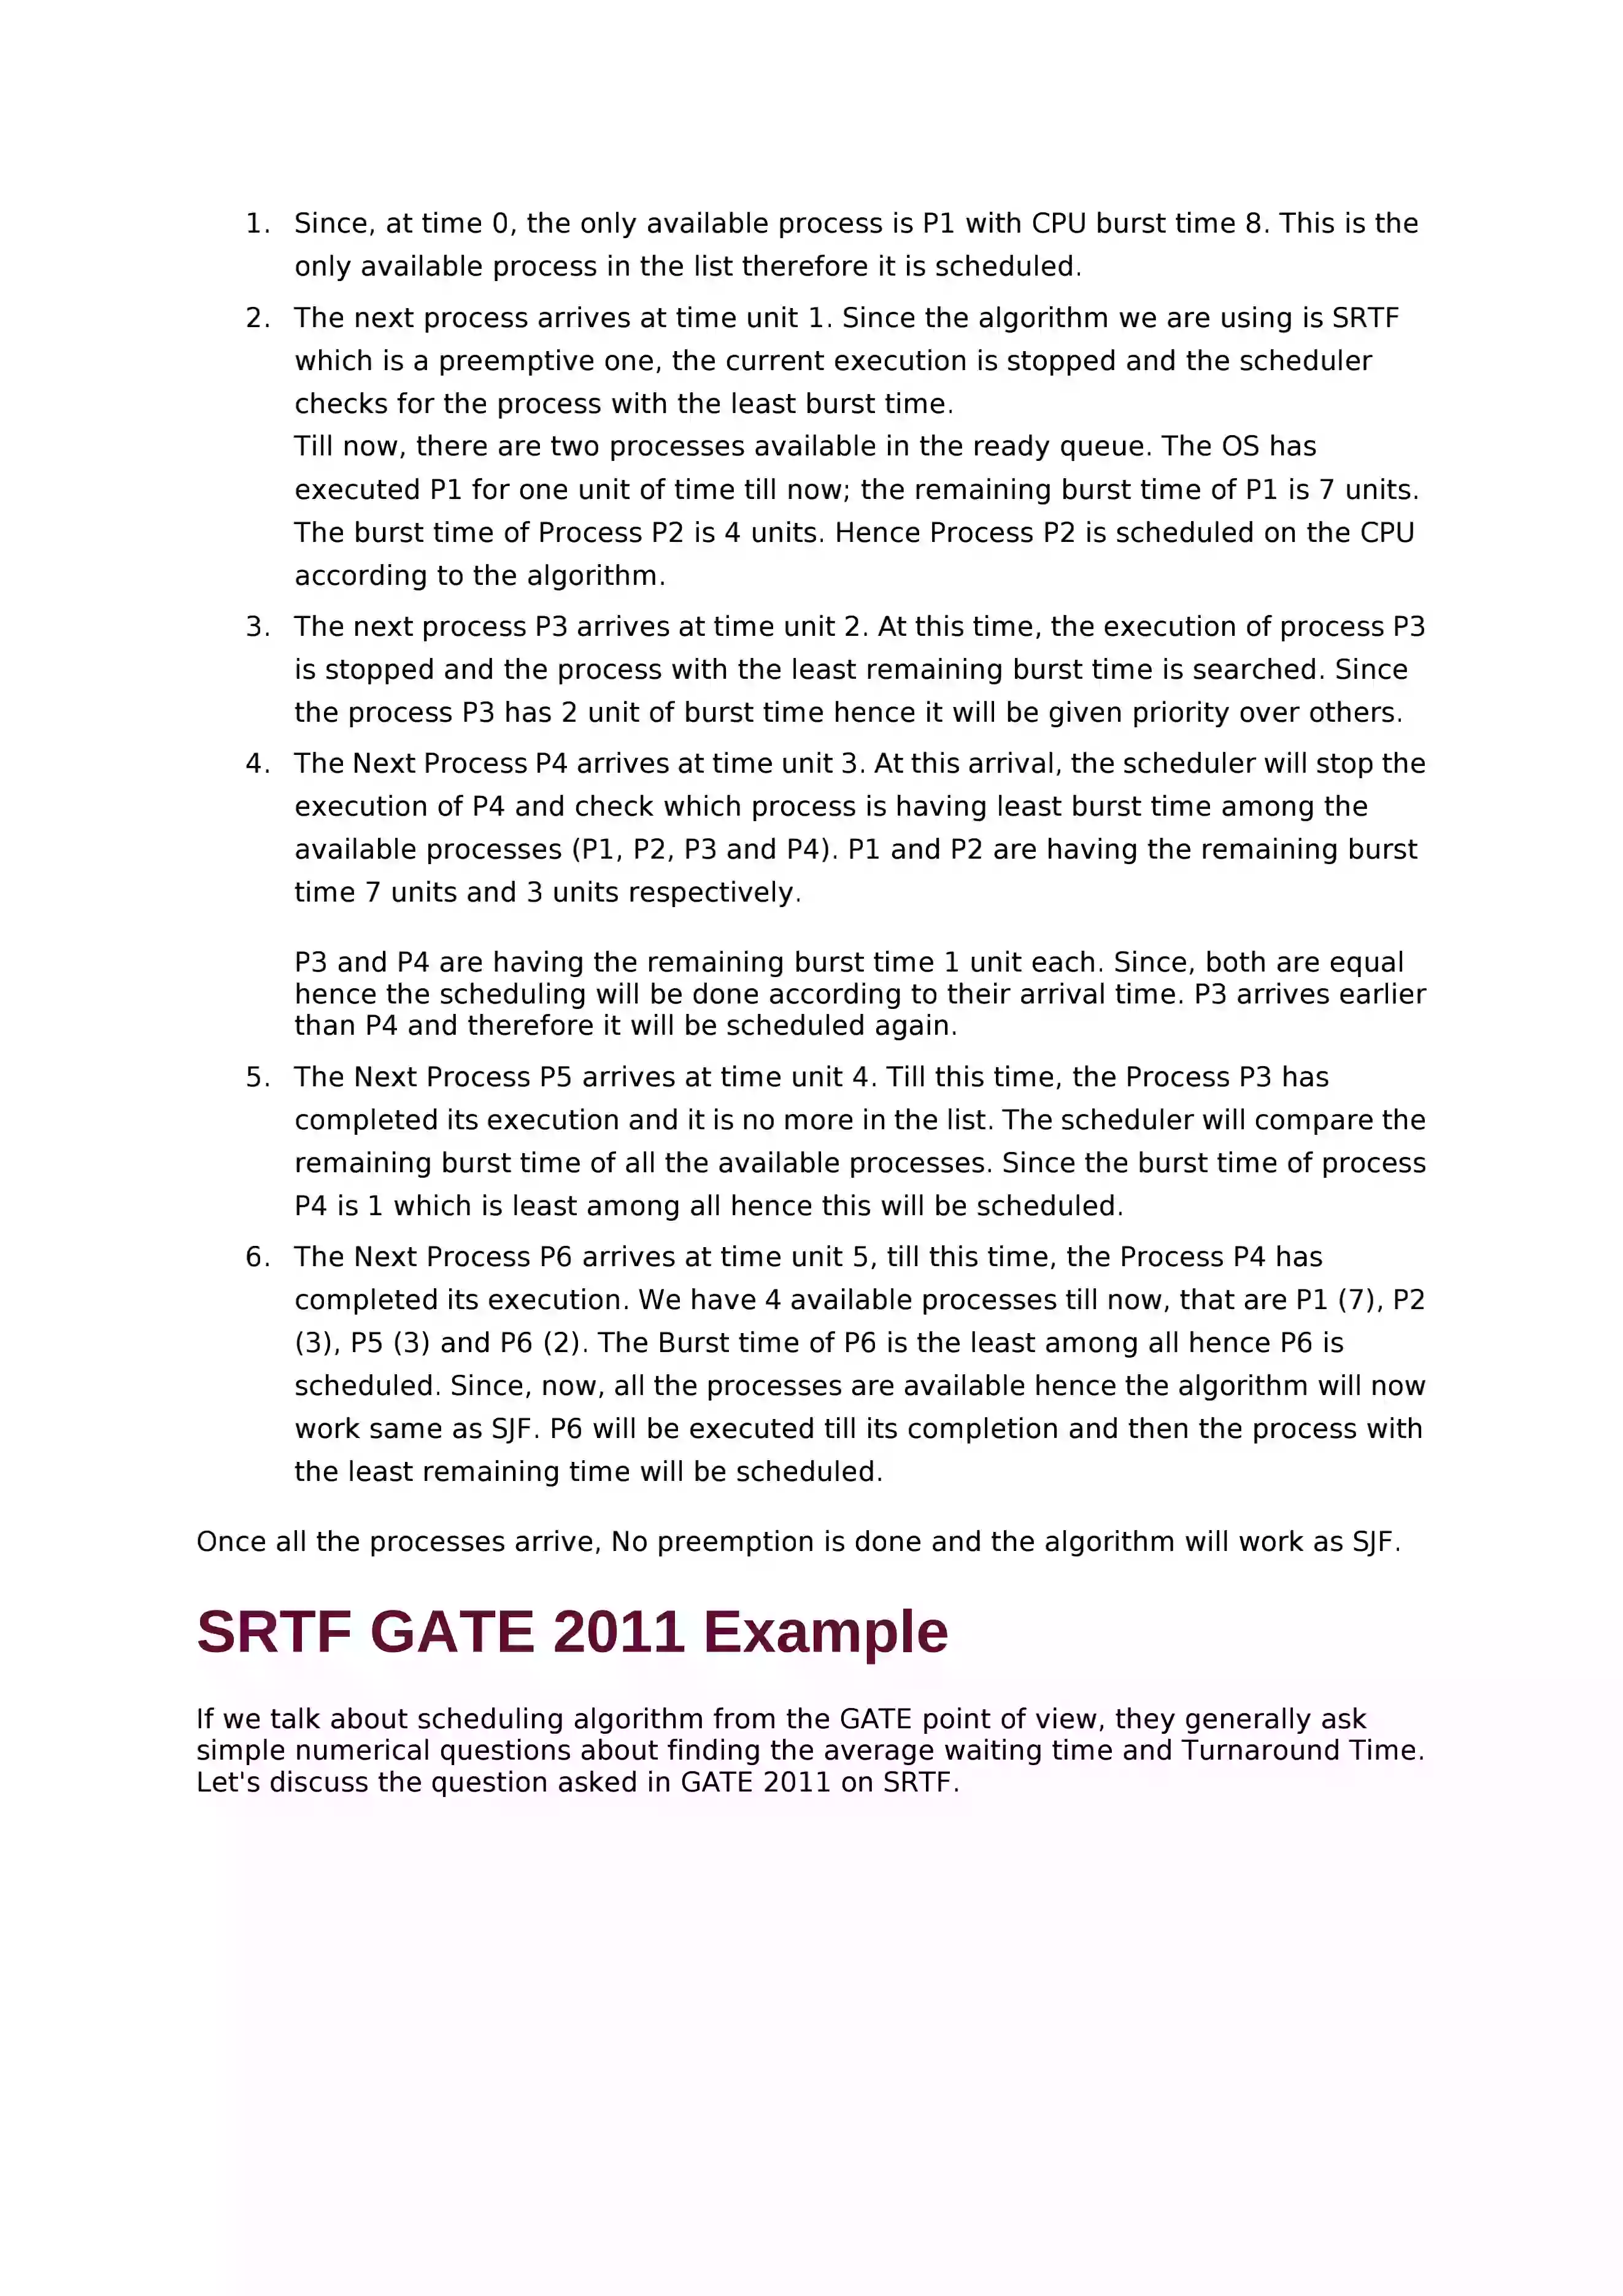 1. Since, at time 0, the only available process is P1 with CPU burst time 8. This is the
only available process in the list therefore it is scheduled.
2. The next process arrives at time unit 1. Since the algorithm we are using is SRTF
which is a preemptive one, the current execution is stopped and the scheduler
checks for the process with the least burst time.
Till now, there are two processes available in the ready queue. The OS has
executed P1 for one unit of time till now; the remaining burst time of P1 is 7 units.
The burst time of Process P2 is 4 units. Hence Process P2 is scheduled on the CPU
according to the algorithm.
3. The next process P3 arrives at time unit 2. At this time, the execution of process P3
is stopped and the process with the least remaining burst time is searched. Since
the process P3 has 2 unit of burst time hence it will be given priority over others.
4. The Next Process P4 arrives at time unit 3. At this arrival, the scheduler will stop the
execution of P4 and check which process is having least burst time among the
available processes (P1, P2, P3 and P4). P1 and P2 are having the remaining burst
time 7 units and 3 units respectively.
P3 and P4 are having the remaining burst time 1 unit each. Since, both are equal
hence the scheduling will be done according to their arrival time. P3 arrives earlier
than P4 and therefore it will be scheduled again.
5. The Next Process P5 arrives at time unit 4. Till this time, the Process P3 has
completed its execution and it is no more in the list. The scheduler will compare the
remaining burst time of all the available processes. Since the burst time of process
P4 is 1 which is least among all hence this will be scheduled.
6. The Next Process P6 arrives at time unit 5, till this time, the Process P4 has
completed its execution. We have 4 available processes till now, that are P1 (7), P2
(3), P5 (3) and P6 (2). The Burst time of P6 is the least among all hence P6 is
scheduled. Since, now, all the processes are available hence the algorithm will now
work same as SJF. P6 will be executed till its completion and then the process with
the least remaining time will be scheduled.
Once all the processes arrive, No preemption is done and the algorithm will work as SJF.
SRTF GATE 2011 Example
If we talk about scheduling algorithm from the GATE point of view, they generally ask
simple numerical questions about finding the average waiting time and Turnaround Time.
Let's discuss the question asked in GATE 2011 on SRTF.